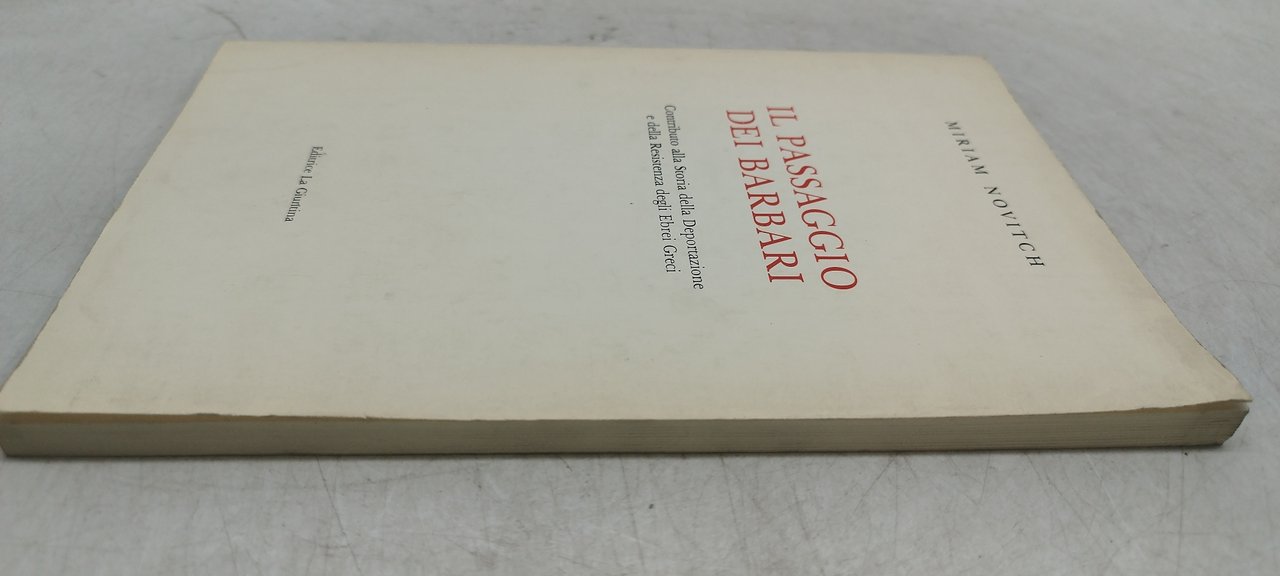 MIRIAM NOVITCH
IL PASSAGGIO
DEI BARBARI
Contributo alla Storia della Deportazione
e della Resistenza degli Ebrei Greci
Editrice La Giuntina